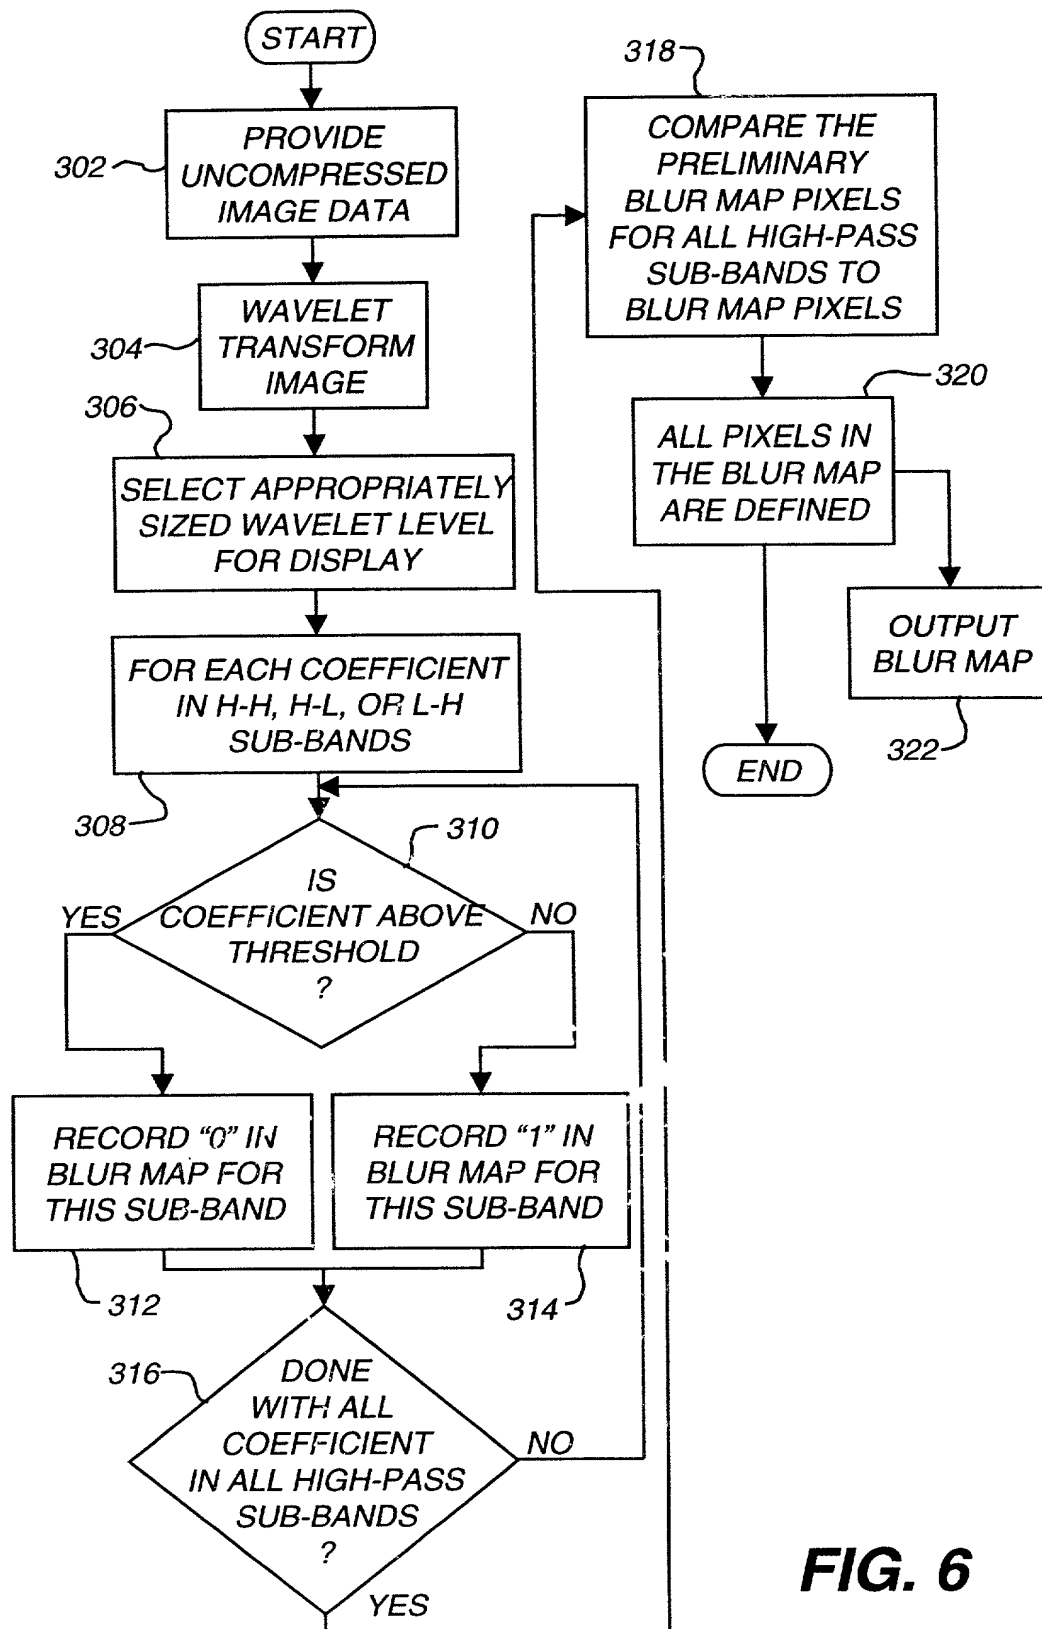 START
302
PROVIDE
UNCOMPRESSED
IMAGE DATA
304
WAVELET
TRANSFORM
IMAGE
306
SELECT APPROPRIATELY
SIZED WAVELET LEVEL
FOR DISPLAY
FOR EACH COEFFICIENT
IN H-H, H-L, OR L-H
SUB-BANDS
308
310
IS
COEFFICIENT ABOVE
THRESHOLD
?
YES
NO
RECORD "0" IN
BLUR MAP FOR
THIS SUB-BAND
312
RECORD "1" IN
BLUR MAP FOR
THIS SUB-BAND
314
316
DONE
WITH ALL
COEFFICIENT
IN ALL HIGH-PASS
SUB-BANDS
?
NO
YES
318
COMPARE THE
PRELIMINARY
BLUR MAP PIXELS
FOR ALL HIGH-PASS
SUB-BANDS TO
BLUR MAP PIXELS
320
ALL PIXELS IN
THE BLUR MAP
ARE DEFINED
OUTPUT
BLUR MAP
322
END
FIG. 6